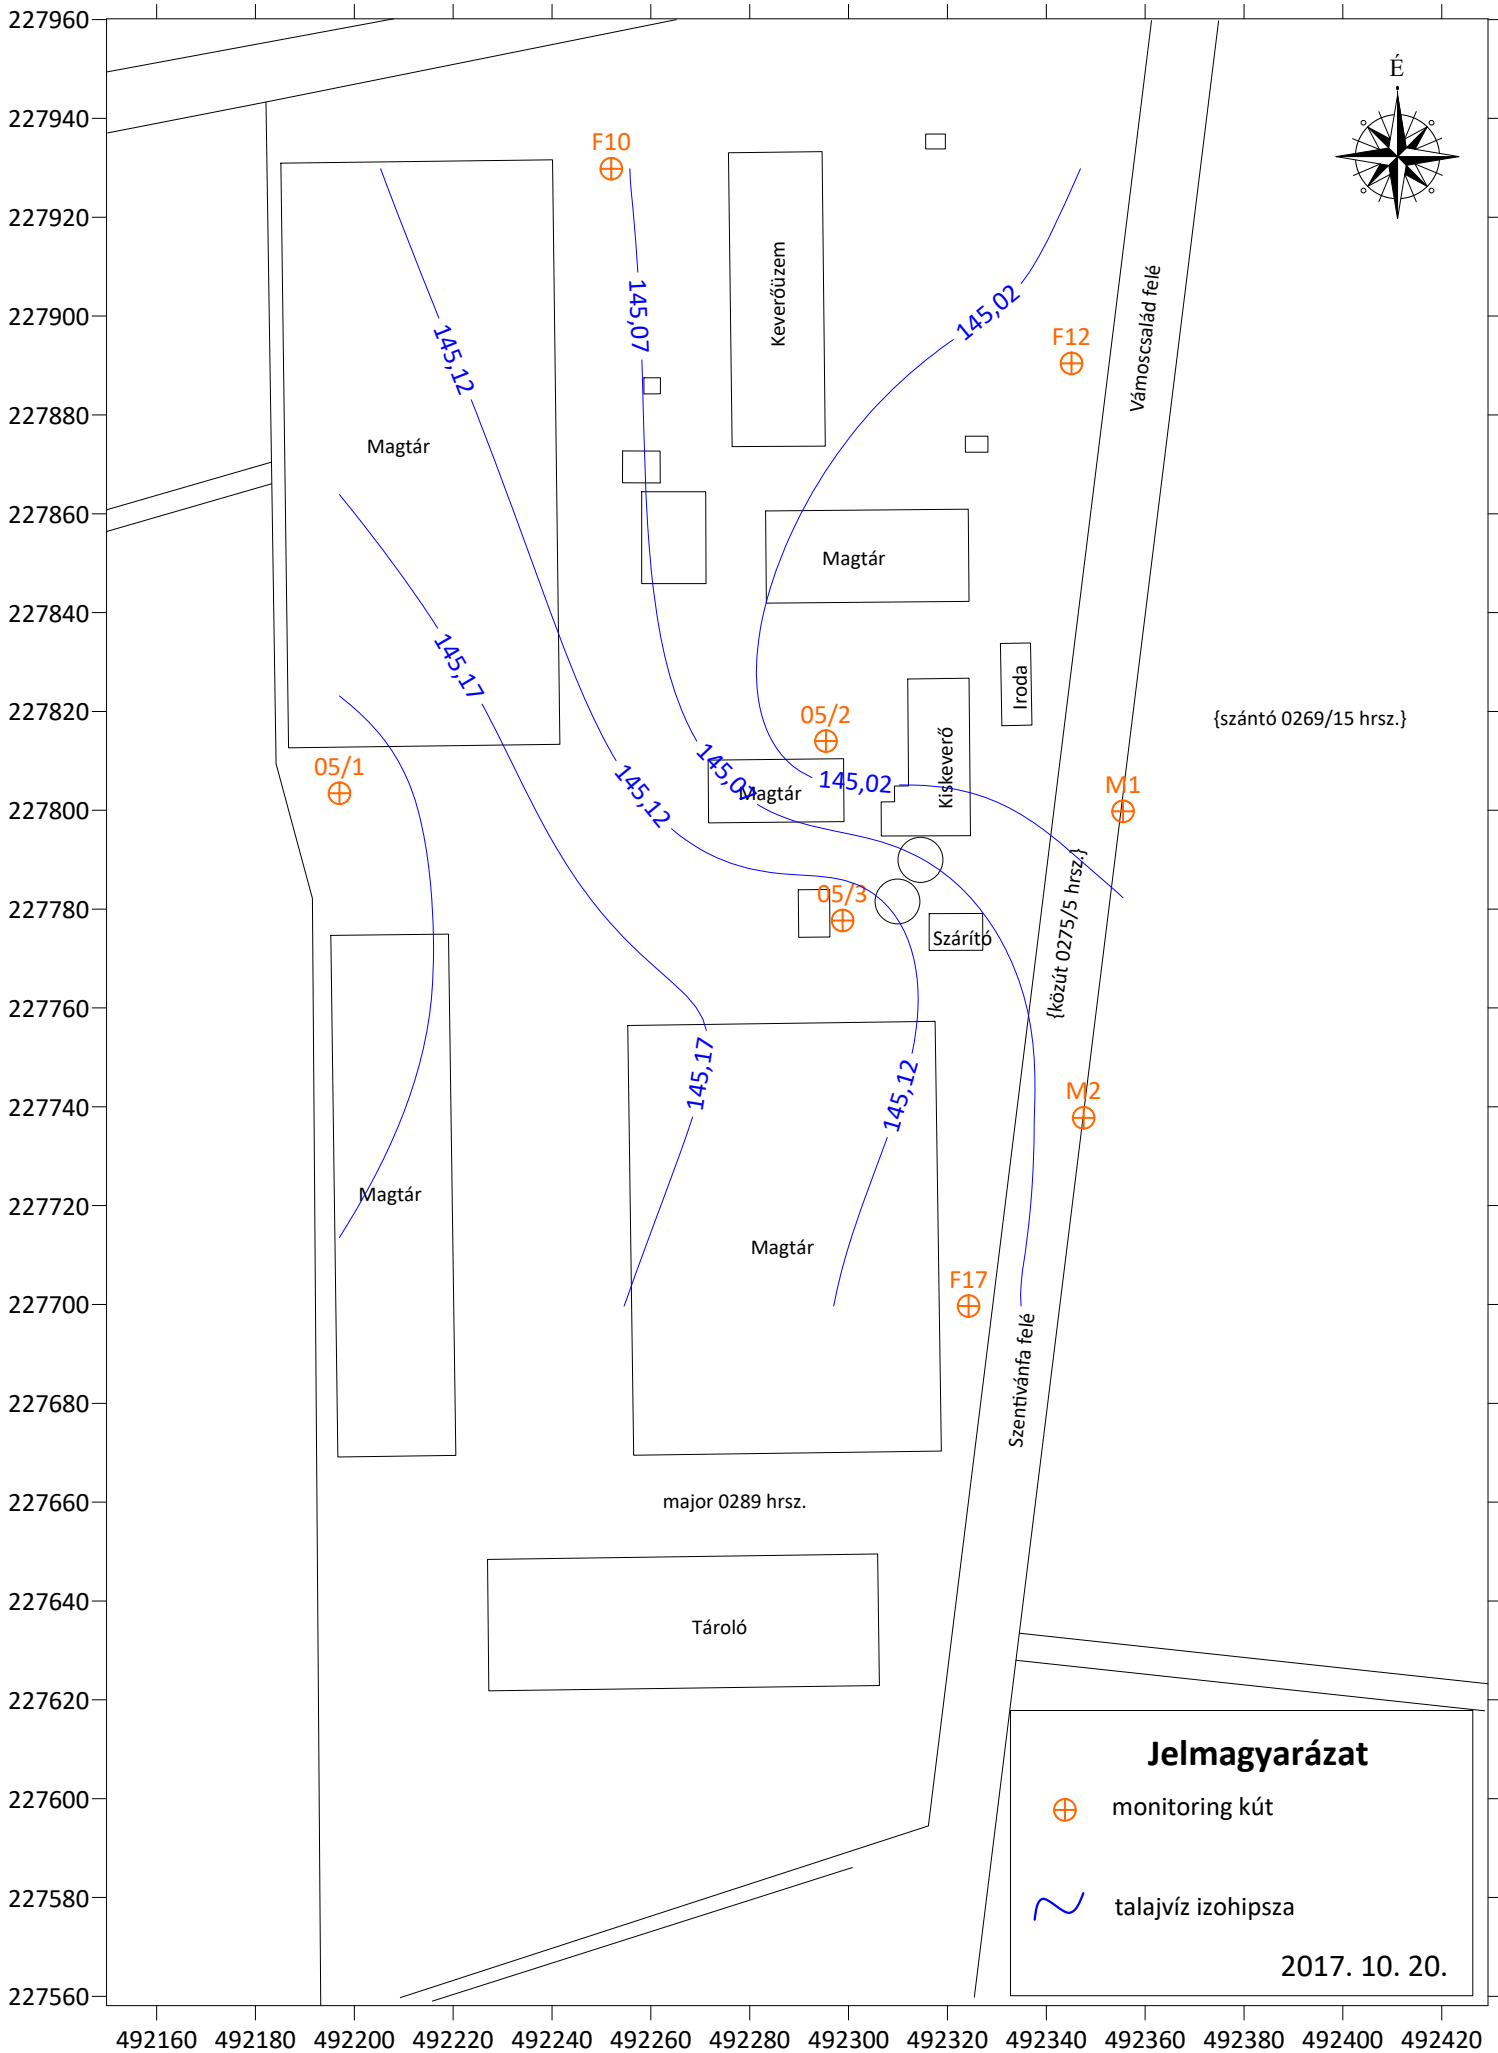 227960
227940
227920
227900
227880
227860
227840
227820
227800
227780
227760
227740
227720
227700
227680
227660
227640
227620
227600
227580
227560
492160
492180
492200
492220
492240
492260
492280
492300
492320
492340
492360
492380
492400
492420
É
F10
Keverőüzem
145,07
145,02
145,12
F12
Vámoscsalád felé
Magtár
Magtár
145,17
Iroda
05/2
{szántó 0269/15 hrsz.}
05/1
145,07
Magtár
145,02
Kiskeverő
M1
145,12
{közút 0275/5 hrsz.}
05/3
Szárító
145,17
145,12
M2
Magtár
Magtár
F17
Szentivánfa felé
major 0289 hrsz.
Tároló
Jelmagyarázat
monitoring kút
talajvíz izohipsza
2017. 10. 20.